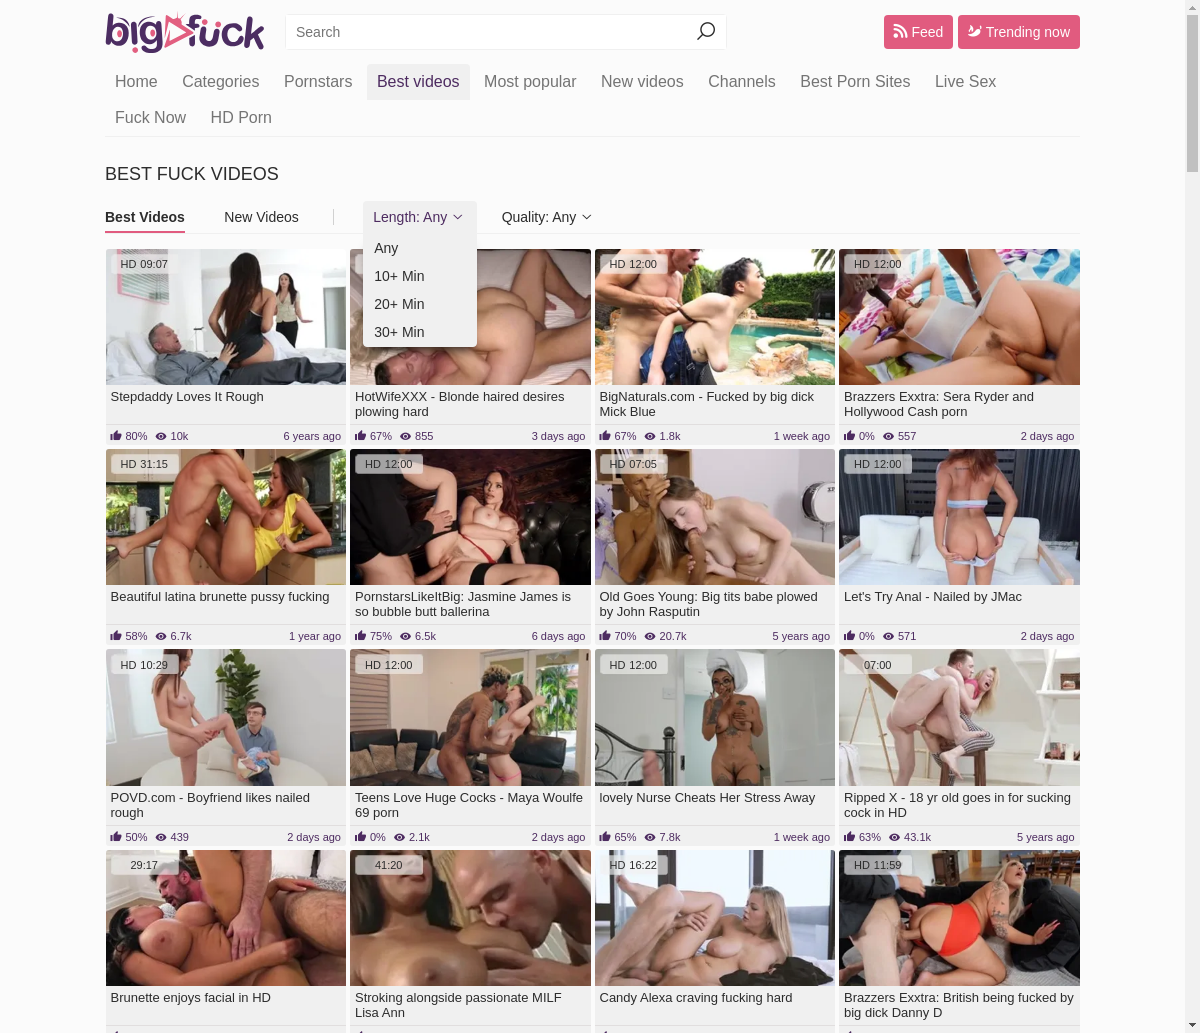 bigfuck
Search
Feed
Trending now
Home Categories Pornstars Best videos Most popular New videos Channels Best Porn Sites Live Sex
Fuck Now HD Porn
BEST FUCK VIDEOS
Best Videos New Videos Length: Any Quality: Any
Any
10+ Min
20+ Min
30+ Min
HD 09:07
HD 12:00
HD 12:00
Stepdaddy Loves It Rough
80% 10k 6 years ago
HotWifeXXX - Blonde haired desires
plowing hard
67% 855 3 days ago
BigNaturals.com - Fucked by big dick
Mick Blue
67% 1.8k 1 week ago
Brazzers Exxtra: Sera Ryder and
Hollywood Cash porn
0% 557 2 days ago
HD 31:15
Beautiful latina brunette pussy fucking
58% 6.7k 1 year ago
HD 12:00
PornstarsLikeItBig: Jasmine James is
so bubble butt ballerina
75% 6.5k 6 days ago
HD 07:05
Old Goes Young: Big tits babe plowed
by John Rasputin
70% 20.7k 5 years ago
HD 12:00
Let's Try Anal - Nailed by JMac
0% 571 2 days ago
HD 10:29
POVD.com - Boyfriend likes nailed
rough
50% 439 2 days ago
HD 12:00
Teens Love Huge Cocks - Maya Woulfe
69 porn
0% 2.1k 2 days ago
HD 12:00
lovely Nurse Cheats Her Stress Away
65% 7.8k 1 week ago
07:00
Ripped X - 18 yr old goes in for sucking
cock in HD
63% 43.1k 5 years ago
29:17
Brunette enjoys facial in HD
41:20
Stroking alongside passionate MILF
Lisa Ann
HD 16:22
Candy Alexa craving fucking hard
HD 11:59
Brazzers Exxtra: British being fucked by
big dick Danny D